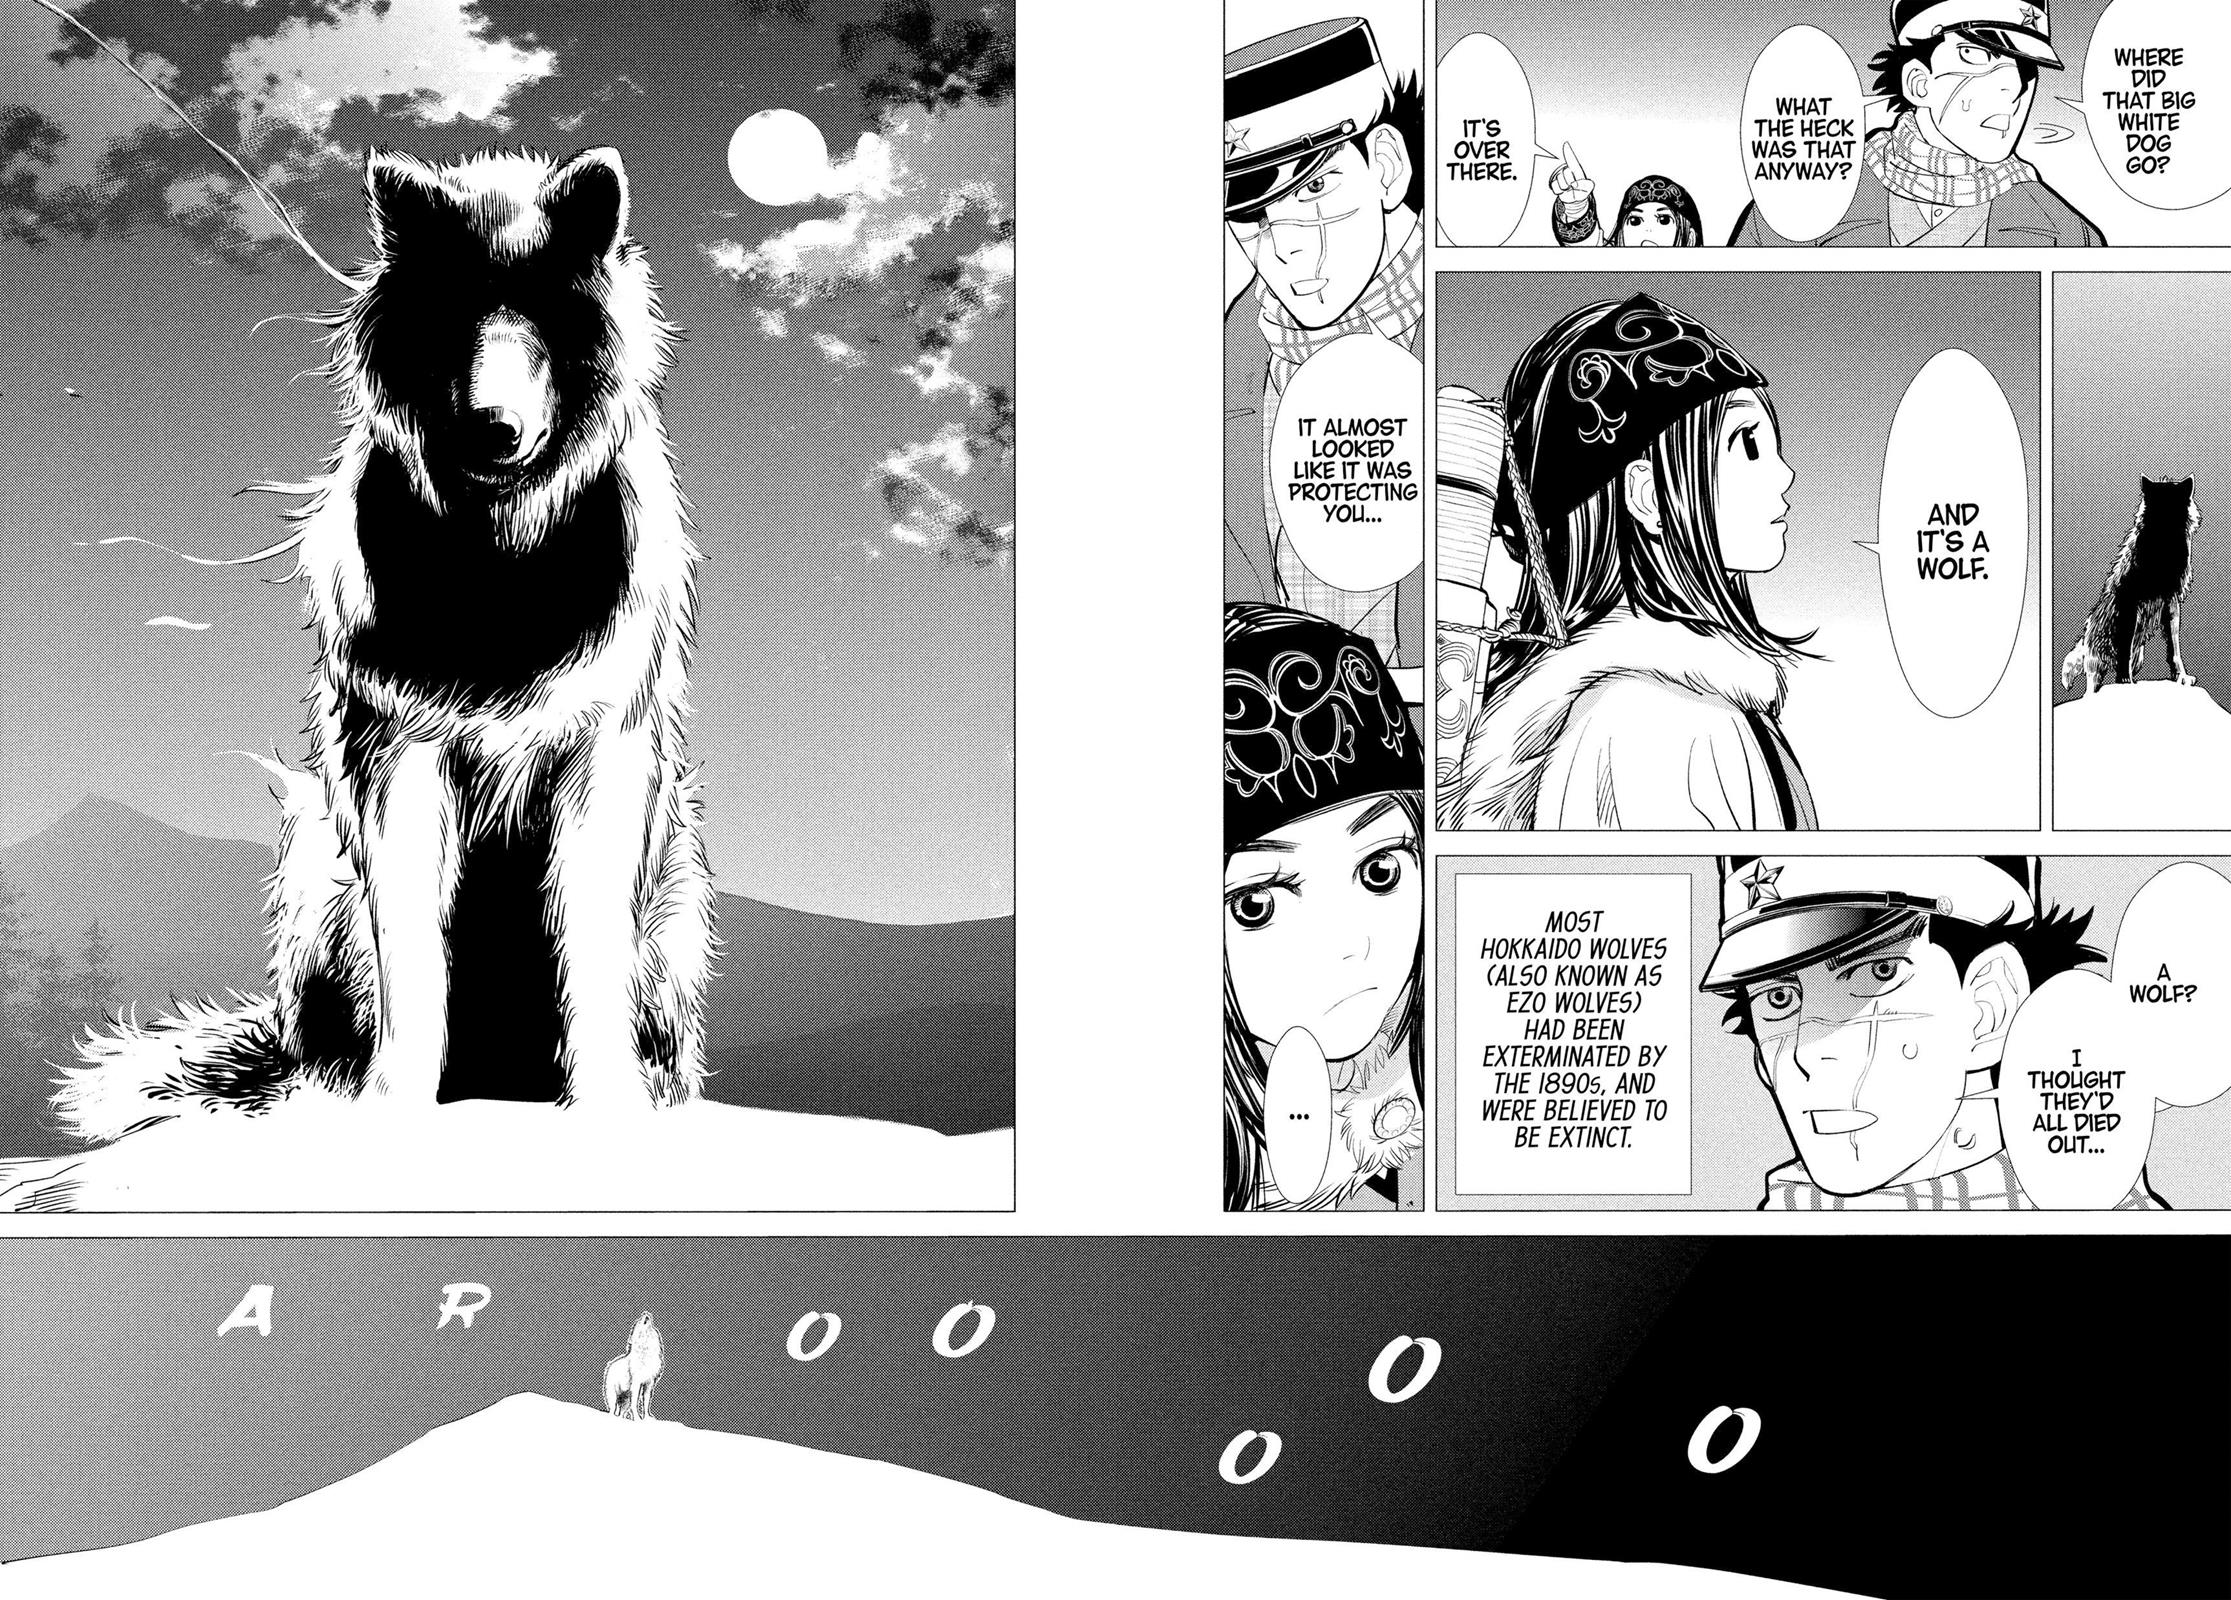 WHERE
DID
THAT BIG
WHITE
DOG
GO?
WHAT
THE HECK
WAS THAT
ANYWAY?
IT'S
OVER
THERE.
AND
IT'S A
WOLF.
A
WOLF?
I
THOUGHT
THEY'D
ALL DIED
OUT...
MOST
HOKKAIDO WOLVES
(ALSO KNOWN AS
EZO WOLVES)
HAD BEEN
EXTERMINATED BY
THE 1890s, AND
WERE BELIEVED TO
BE EXTINCT.
IT ALMOST
LOOKED
LIKE IT WAS
PROTECTING
YOU...
...
A R O O O O O